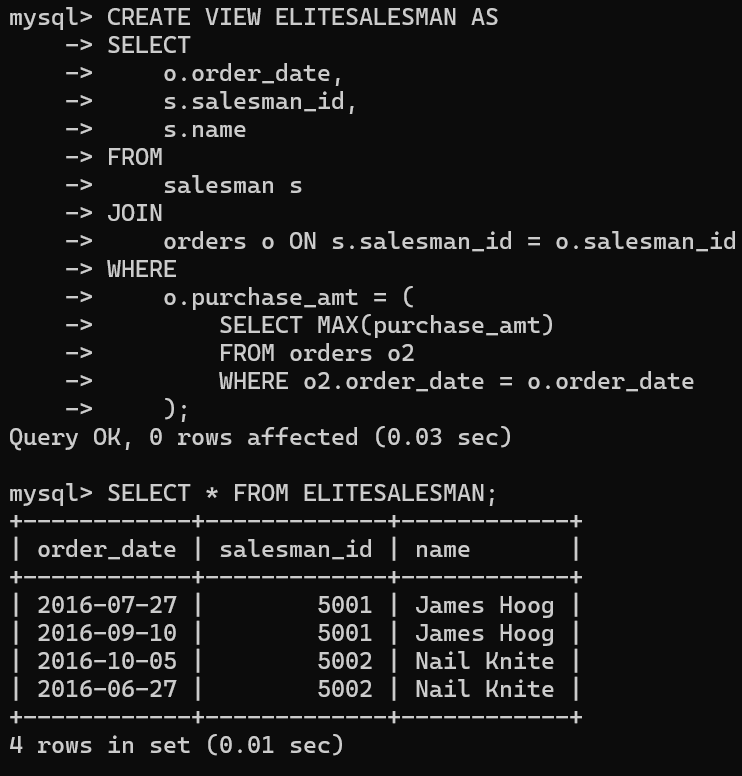 mysql> CREATE VIEW ELITESALESMAN AS
    -> SELECT
    ->     o.order_date,
    ->     s.salesman_id,
    ->     s.name
    -> FROM
    ->     salesman s
    -> JOIN
    ->     orders o ON s.salesman_id = o.salesman_id
    -> WHERE
    ->     o.purchase_amt = (
    ->         SELECT MAX(purchase_amt)
    ->         FROM orders o2
    ->         WHERE o2.order_date = o.order_date
    ->     );
Query OK, 0 rows affected (0.03 sec)

mysql> SELECT * FROM ELITESALESMAN;
+------------+-------------+------------+
| order_date | salesman_id | name       |
+------------+-------------+------------+
| 2016-07-27 |        5001 | James Hoog |
| 2016-09-10 |        5001 | James Hoog |
| 2016-10-05 |        5002 | Nail Knite |
| 2016-06-27 |        5002 | Nail Knite |
+------------+-------------+------------+
4 rows in set (0.01 sec)